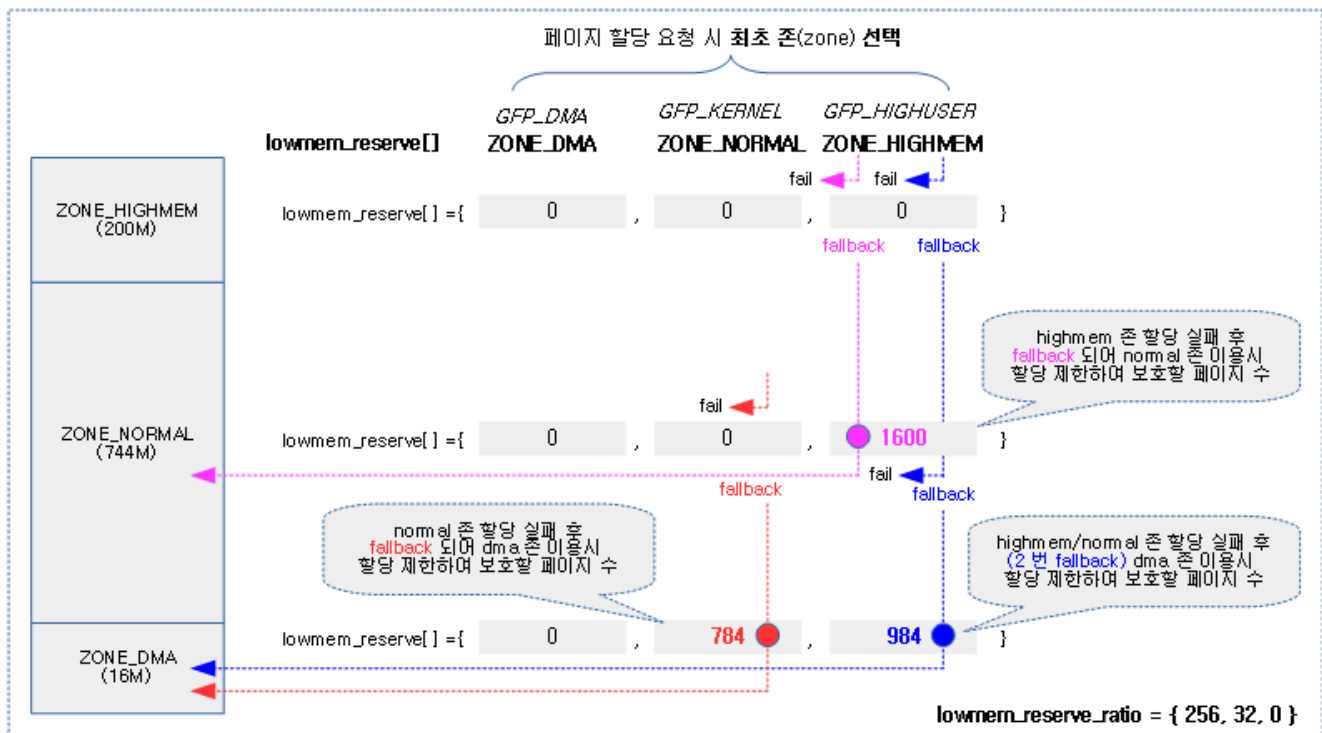 페이지 할당 요청 시 최초 존(zone) 선택
GFP_DMA GFP_KERNEL GFP_HIGHUSER
lowmem_reserve[] ZONE_DMA ZONE_NORMAL ZONE_HIGHMEM
fail fail
ZONE_HIGHMEM
(200M)
lowmem_reserve[] ={ 0 , 0 , 0 }
fallback fallback
highmem 존 할당 실패 후
fallback 되어 normal 존 이용시
할당 제한하여 보호할 페이지 수
fail
ZONE_NORMAL
(744M)
lowmem_reserve[] ={ 0 , 0 , 1600 }
fail
fallback fallback
normal 존 할당 실패 후
fallback 되어 dma 존 이용시
할당 제한하여 보호할 페이지 수
highmem/normal 존 할당 실패 후
(2 번 fallback) dma 존 이용시
할당 제한하여 보호할 페이지 수
lowmem_reserve[] ={ 0 , 784 , 984 }
ZONE_DMA
(16M)
lowmem_reserve_ratio = { 256, 32, 0 }